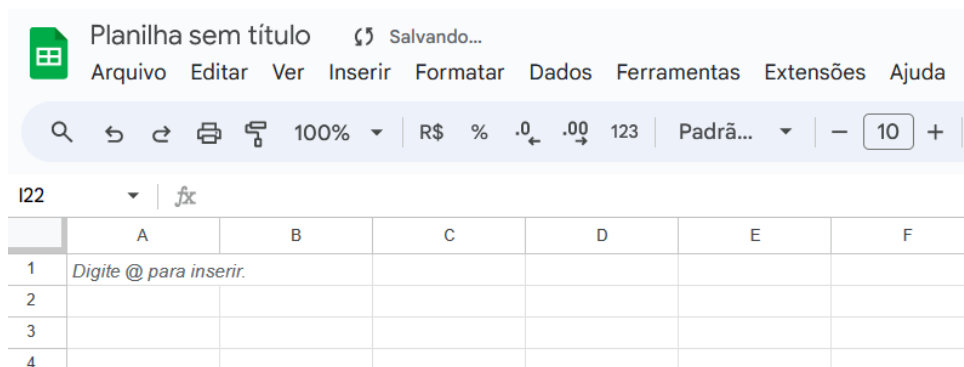 Planilha sem título Salvando...
Arquivo Editar Ver Inserir Formatar Dados Ferramentas Extensões Ajuda
100% R$ % .0 .00 123 Padrã... − 10 +
I22 fx
A B C D E F
1 Digite @ para inserir.
2
3
4